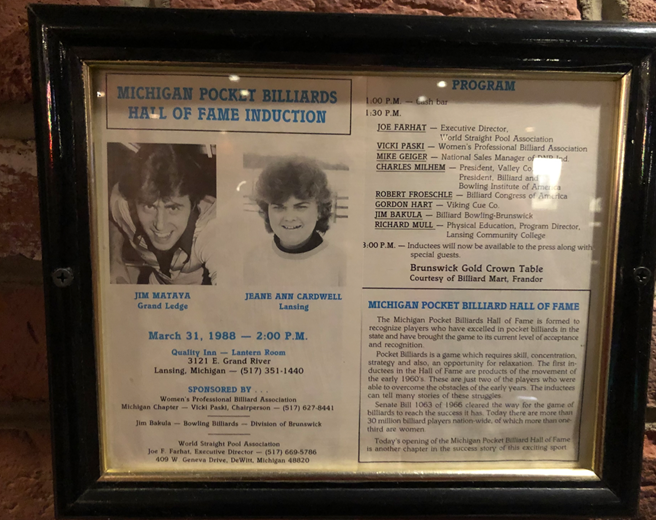 MICHIGAN POCKET BILLIARDS
HALL OF FAME INDUCTION
JIM MATAYA
Grand Ledge
JEANE ANN CARDWELL
Lansing
March 31, 1988 — 2:00 P.M.
Quality Inn — Lantern Room
3121 E. Grand River
Lansing, Michigan — (517) 351-1440
SPONSORED BY . . .
Women's Professional Billiard Association
Michigan Chapter — Vicki Paski, Chairperson — (517) 627-8441
Jim Bakula — Bowling Billiards — Division of Brunswick
World Straight Pool Association
Joe F. Farhat, Executive Director — (517) 669-5786
409 W. Geneva Drive, DeWitt, Michigan 48820
PROGRAM
1:00 P.M. — Cash bar
1:30 P.M.
JOE FARHAT — Executive Director,
World Straight Pool Association
VICKI PASKI — Women's Professional Billiard Association
MIKE GEIGER — National Sales Manager of Ind.
CHARLES MILHEM — President, Valley Co.
President, Billiard and
Bowling Institute of America
ROBERT FROESCHLE — Billiard Congress of America
GORDON HART — Viking Cue Co.
JIM BAKULA — Billiard Bowling-Brunswick
RICHARD MULL — Physical Education, Program Director,
Lansing Community College
3:00 P.M. — Inductees will now be available to the press along with
special guests.
Brunswick Gold Crown Table
Courtesy of Billiard Mart, Frandor
MICHIGAN POCKET BILLIARD HALL OF FAME
The Michigan Pocket Billiards Hall of Fame is formed to
recognize players who have excelled in pocket billiards in the
state and have brought the game to its current level of acceptance
and recognition.
Pocket Billiards is a game which requires skill, concentration,
strategy and also, an opportunity for relaxation. The first in-
ductees in the Hall of Fame are products of the movement of
the early 1960's. These are just two of the players who were
able to overcome the obstacles of the early years. The inductees
can tell many stories of these struggles.
Senate Bill 1063 of 1966 cleared the way for the game of
billiards to reach the success it has. Today there are more than
30 million billiard players nation-wide, of which more than one-
third are women.
Today's opening of the Michigan Pocket Billiard Hall of Fame
is another chapter in the success story of this exciting sport.